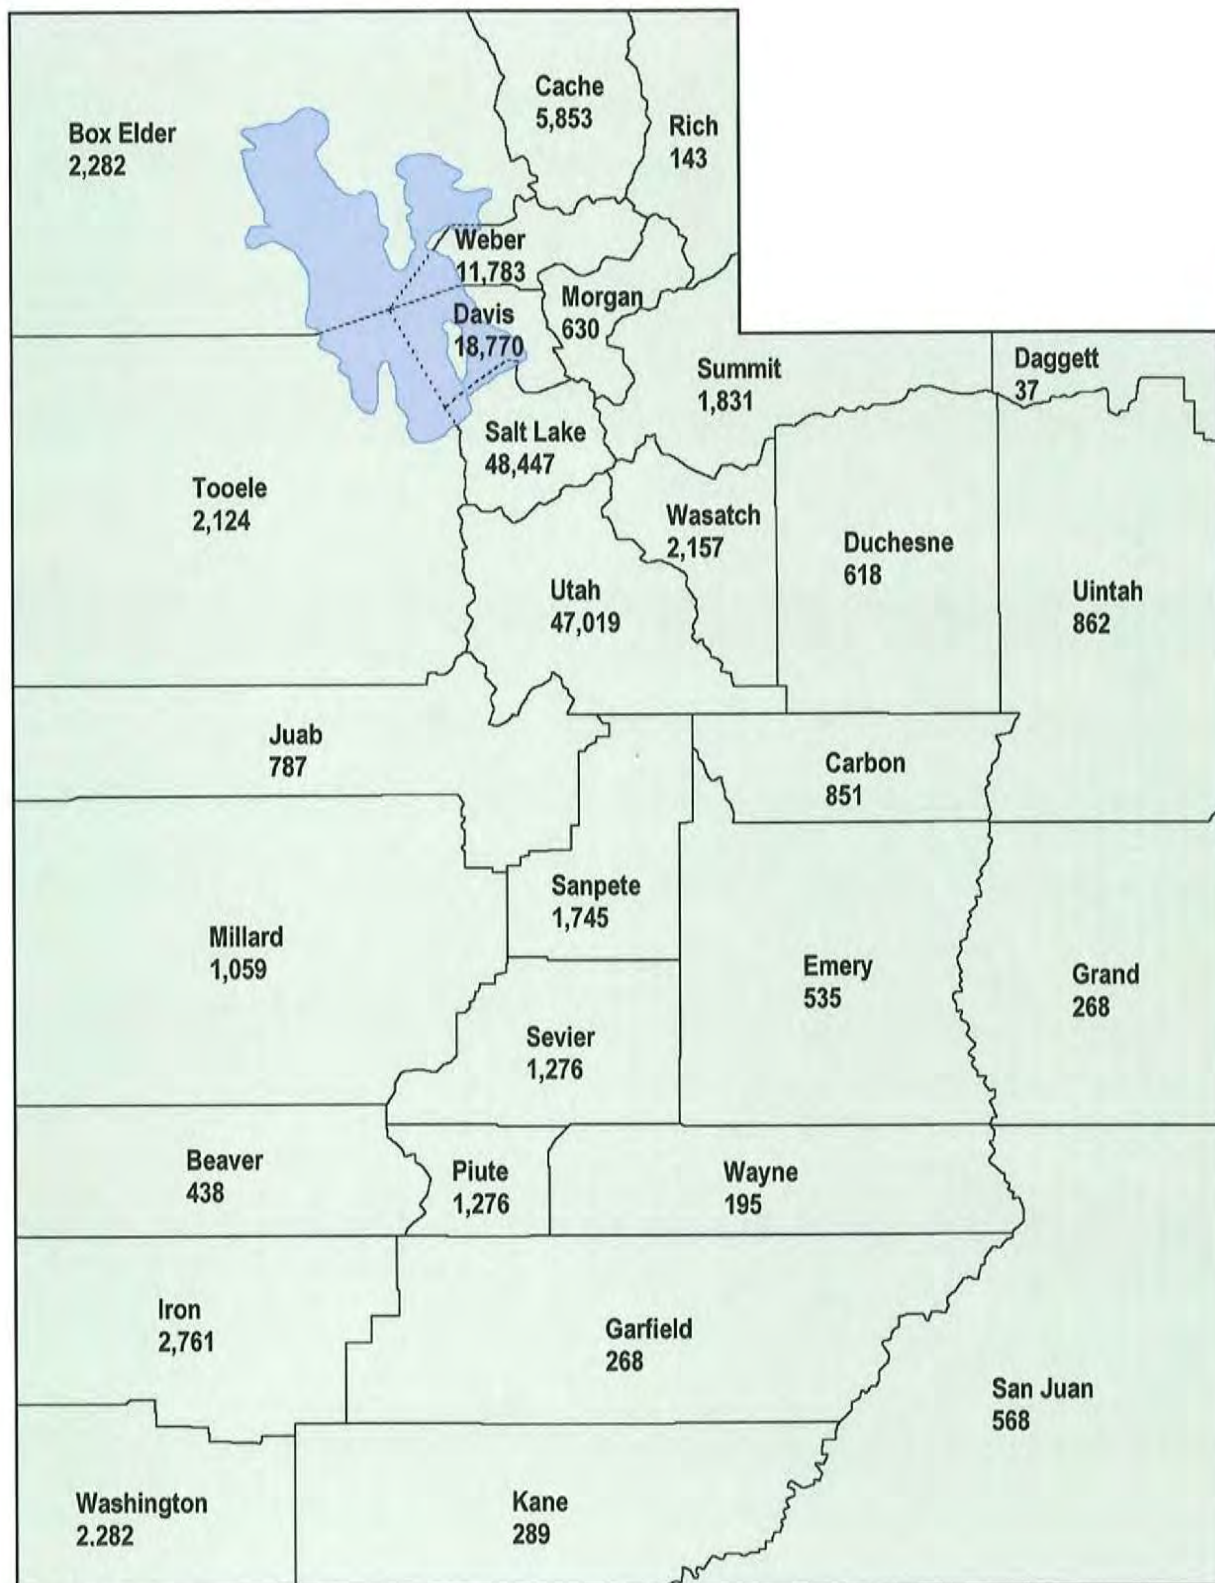 Cache
5,853
Box Elder
2,282
Rich
143
Weber
11,783
Morgan
630
Davis
18,770
Summit
1,831
Daggett
37
Salt Lake
48,447
Tooele
2,124
Wasatch
2,157
Duchesne
618
Utah
47,019
Uintah
862
Juab
787
Carbon
851
Sanpete
1,745
Millard
1,059
Emery
535
Grand
268
Sevier
1,276
Beaver
438
Piute
1,276
Wayne
195
Iron
2,761
Garfield
268
San Juan
568
Washington
2.282
Kane
289